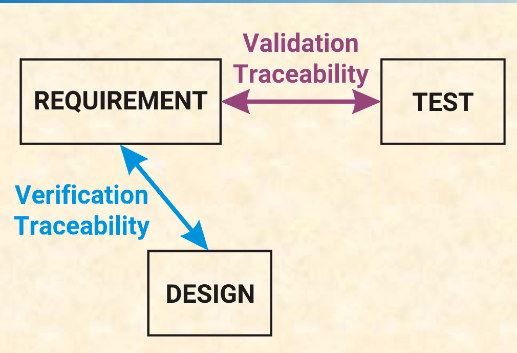 Validation
Traceability
REQUIREMENT
TEST
Verification
Traceability
DESIGN